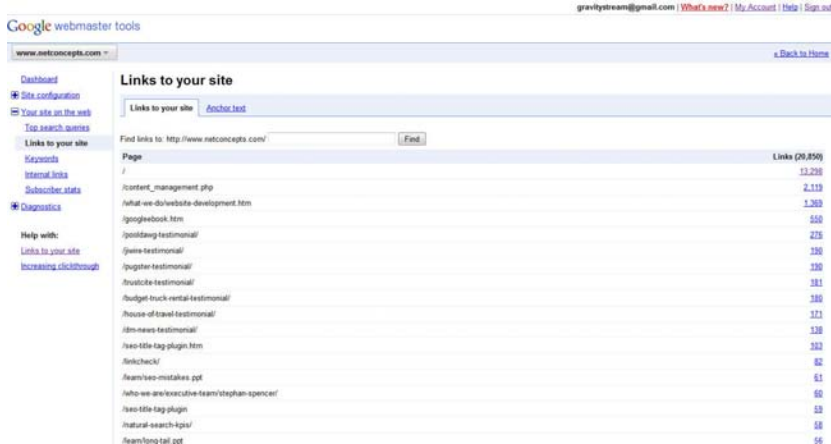 gravitystream@gmail.com | What's new? | My Account | Help | Sign out
Google webmaster tools
www.netconcepts.com
« Back to Home
Dashboard
Site configuration
Your site on the web
Top search queries
Links to your site
Keywords
Internal links
Subscriber stats
Diagnostics
Help with:
Links to your site
Increasing clickthrough
Links to your site
Links to your site Anchor text
Find links to: http://www.netconcepts.com/ Find
Page Links (20,850)
/ 13,298
/content_management.php 2,119
/what-we-do/website-development.htm 1,369
/googleebook.htm 550
/pooldawg-testimonial/ 276
/jiwire-testimonial/ 190
/pugster-testimonial/ 190
/trustcite-testimonial/ 181
/budget-truck-rental-testimonial/ 180
/house-of-travel-testimonial/ 171
/dm-news-testimonial/ 138
/seo-title-tag-plugin.htm 103
/linkcheck/ 82
/learn/seo-mistakes.ppt 61
/who-we-are/executive-team/stephan-spencer/ 60
/seo-title-tag-plugin 59
/natural-search-kpis/ 58
/learn/long-tail.ppt 56